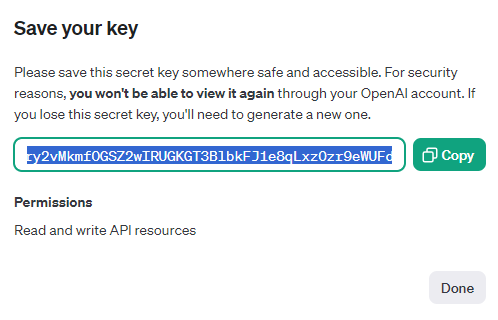 Save your key
Please save this secret key somewhere safe and accessible. For security
reasons, you won't be able to view it again through your OpenAI account. If
you lose this secret key, you'll need to generate a new one.
Copy
Permissions
Read and write API resources
Done